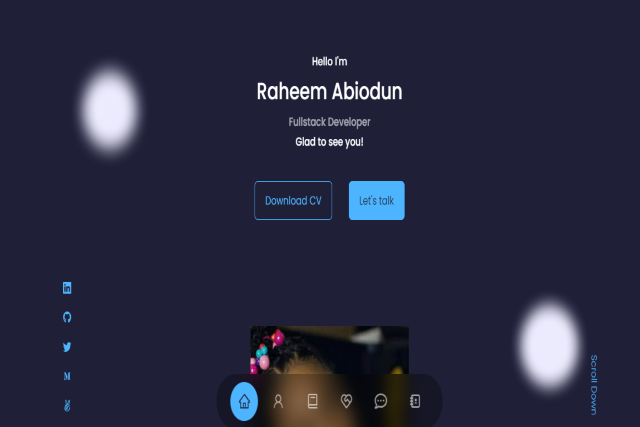 Hello I'm
Raheem Abiodun
Fullstack Developer
Glad to see you!
Download CV
Let's talk
Scroll Down